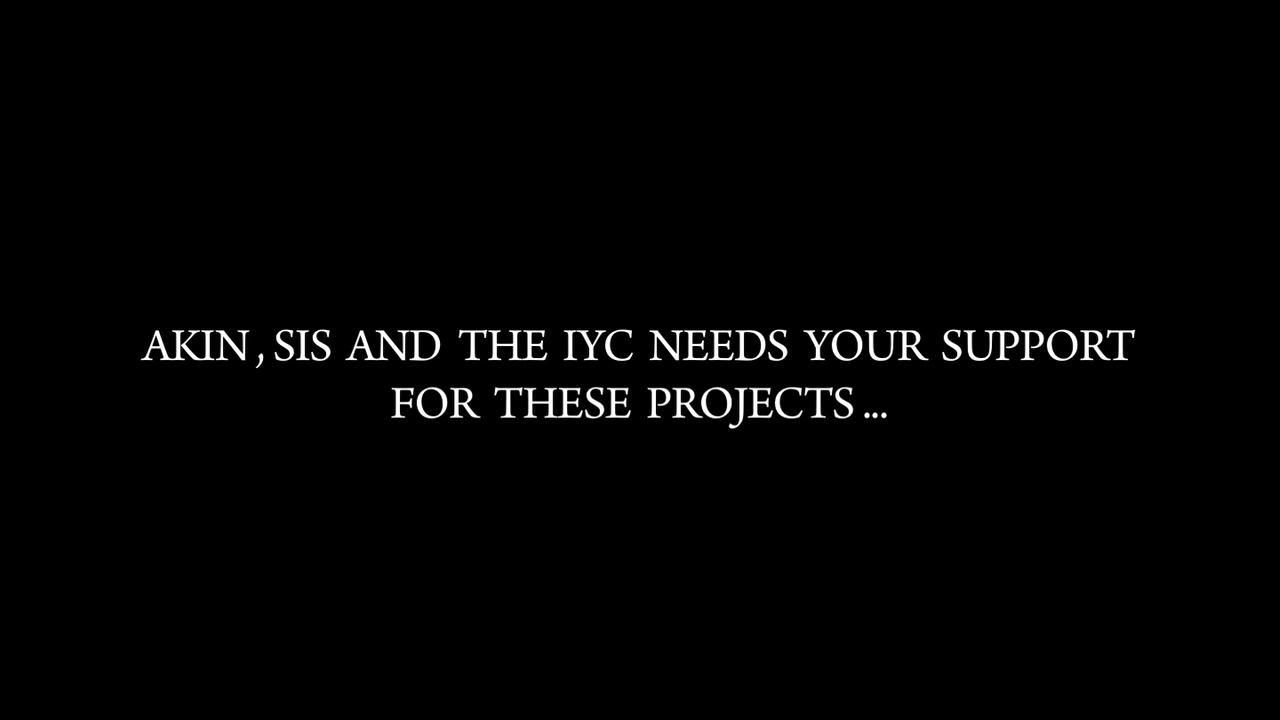 AKIN, SIS AND THE IYC NEEDS YOUR SUPPORT
FOR THESE PROJECTS...